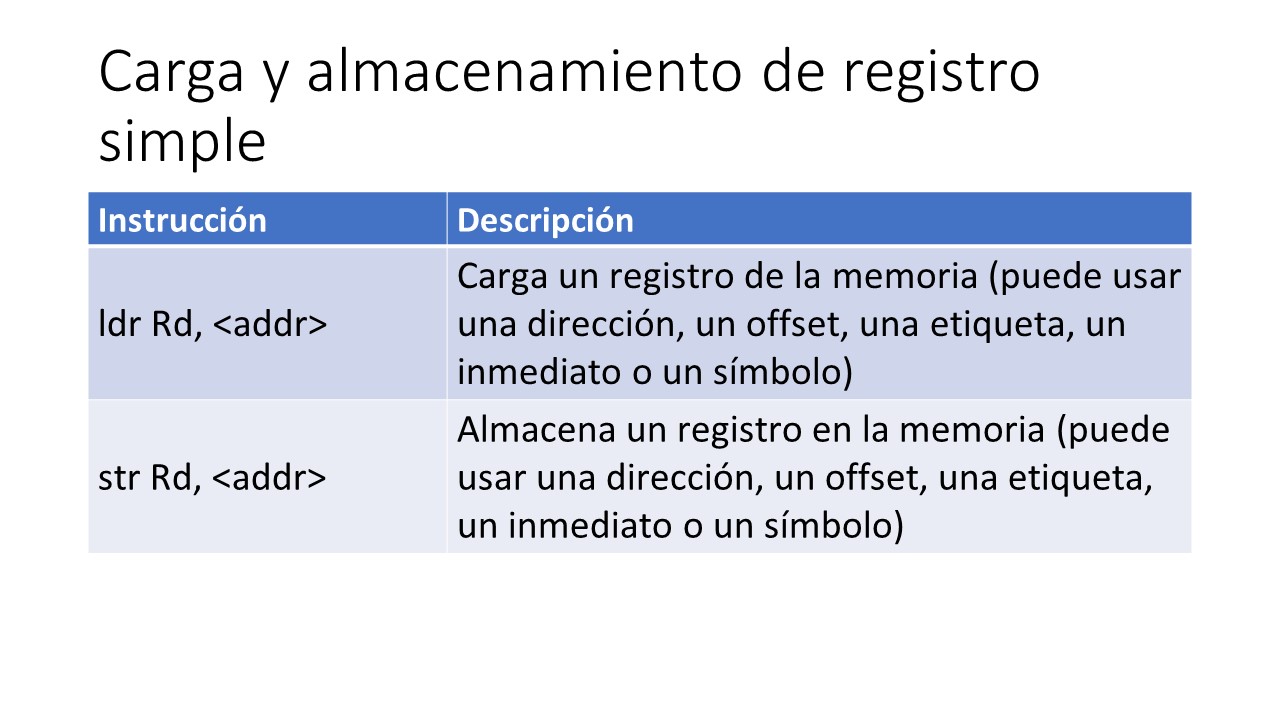 Carga y almacenamiento de registro
simple
Instrucción
Descripción
ldr Rd, <addr>
Carga un registro de la memoria (puede usar
una dirección, un offset, una etiqueta, un
inmediato o un símbolo)
str Rd, <addr>
Almacena un registro en la memoria (puede
usar una dirección, un offset, una etiqueta,
un inmediato o un símbolo)